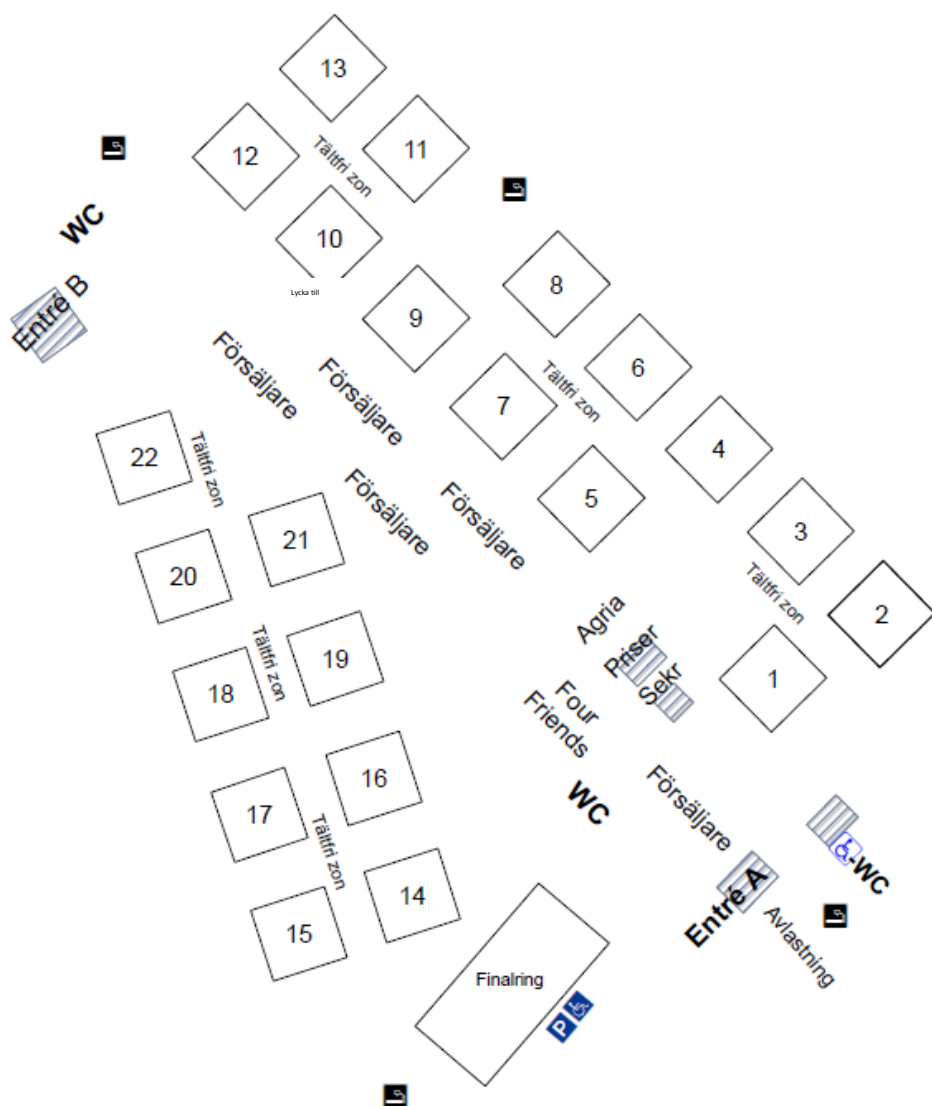 13
12
Tältfri zon
11
WC
10
8
Lycka till
Entré B
9
Försäljare
Försäljare
7
Tältfri zon
6
22
Tältfri zon
4
5
Försäljare
Försäljare
21
3
20
Tältfri zon
2
Agria
Priser
Sekr
1
18
Tältfri zon
19
Four
Friends
16
17
WC
Försäljare
Tältfri zon
-WC
14
Entré A
15
Avlastning
Finalring
P